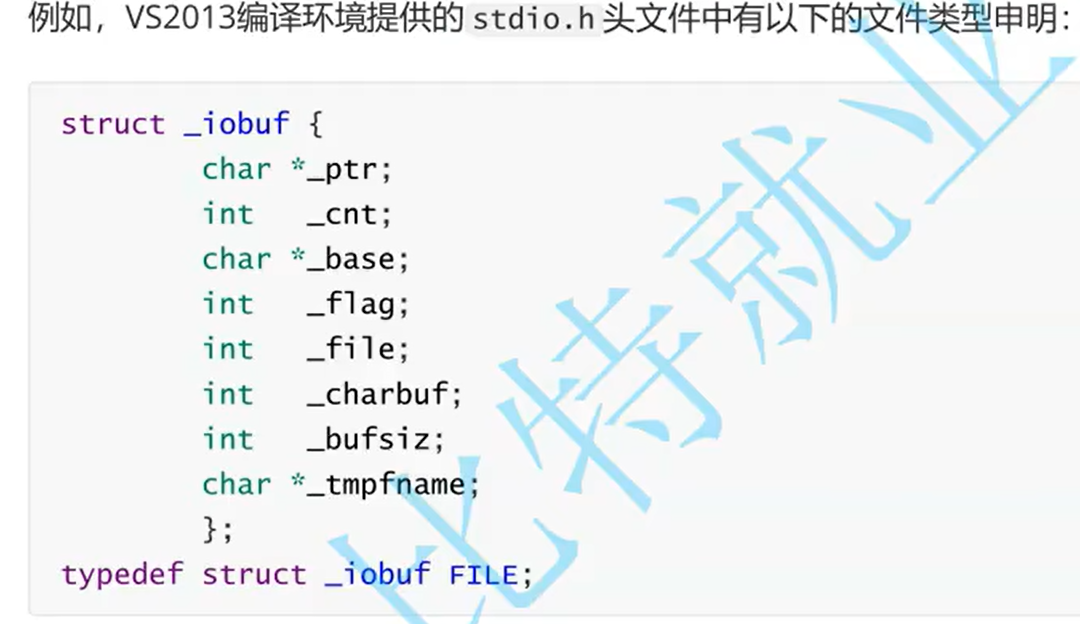 例如，VS2013编译环境提供的 stdio.h 头文件中有以下的文件类型申明：
struct _iobuf {
char *_ptr;
int _cnt;
char *_base;
int _flag;
int _file;
int _charbuf;
int _bufsiz;
char *_tmpfname;
};
typedef struct _iobuf FILE;
比特就业